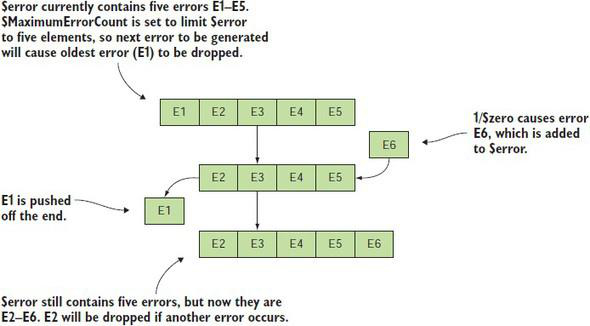 $error currently contains five errors E1–E5.
$MaximumErrorCount is set to limit $error
to five elements, so next error to be generated
will cause oldest error (E1) to be dropped.
E1 E2 E3 E4 E5
1/$zero causes error
E6, which is added
to $error.
E6
E2 E3 E4 E5
E1 is pushed
off the end.
E1
E2 E3 E4 E5 E6
$error still contains five errors, but now they are
E2–E6. E2 will be dropped if another error occurs.